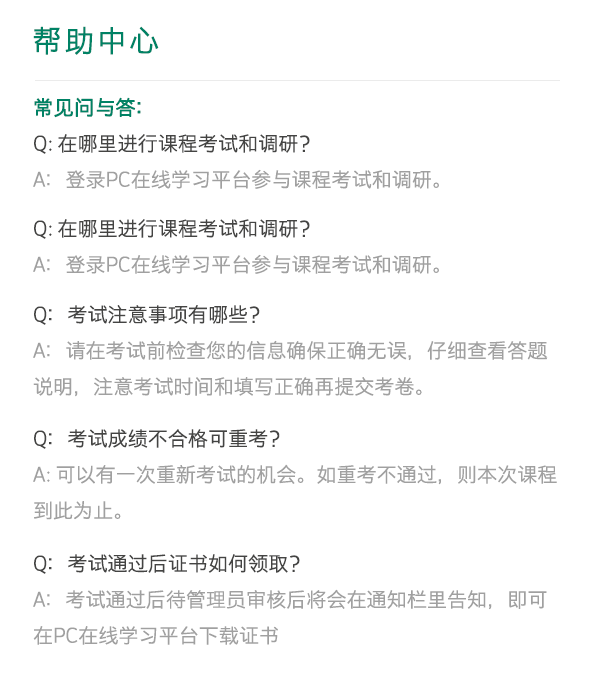 帮助中心
常见问与答:
Q: 在哪里进行课程考试和调研？
A：登录PC在线学习平台参与课程考试和调研。
Q: 在哪里进行课程考试和调研？
A：登录PC在线学习平台参与课程考试和调研。
Q：考试注意事项有哪些？
A：请在考试前检查您的信息确保正确无误，仔细查看答题
说明，注意考试时间和填写正确再提交考卷。
Q：考试成绩不合格可重考？
A: 可以有一次重新考试的机会。如重考不通过，则本次课程
到此为止。
Q：考试通过后证书如何领取？
A：考试通过后待管理员审核后将会在通知栏里告知，即可
在PC在线学习平台下载证书